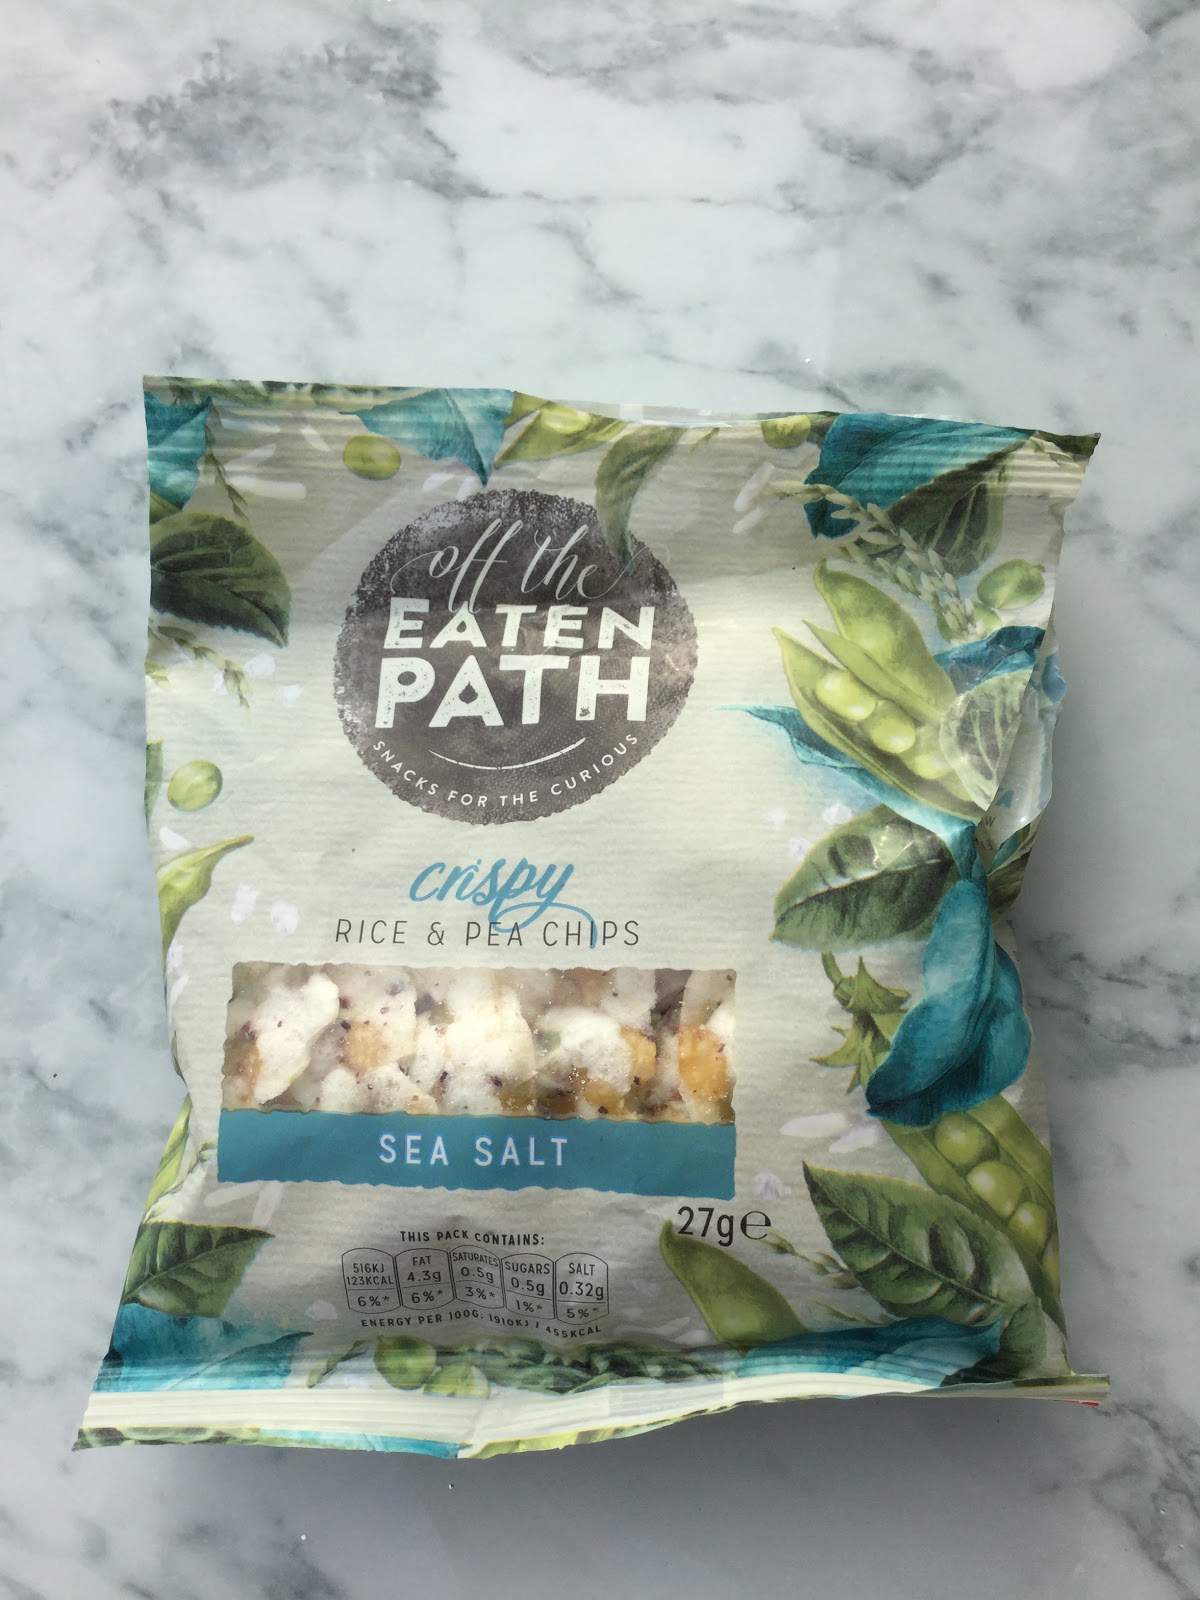 off the
EATEN
PATH
SNACKS FOR THE CURIOUS
crispy
RICE & PEA CHIPS
SEA SALT
27g℮
THIS PACK CONTAINS:
516KJ
123KCAL
6%*
FAT
4.3g
6%*
SATURATES
0.5g
3%*
SUGARS
0.5g
1%*
SALT
0.32g
5%*
ENERGY PER 100G: 1910KJ / 455KCAL